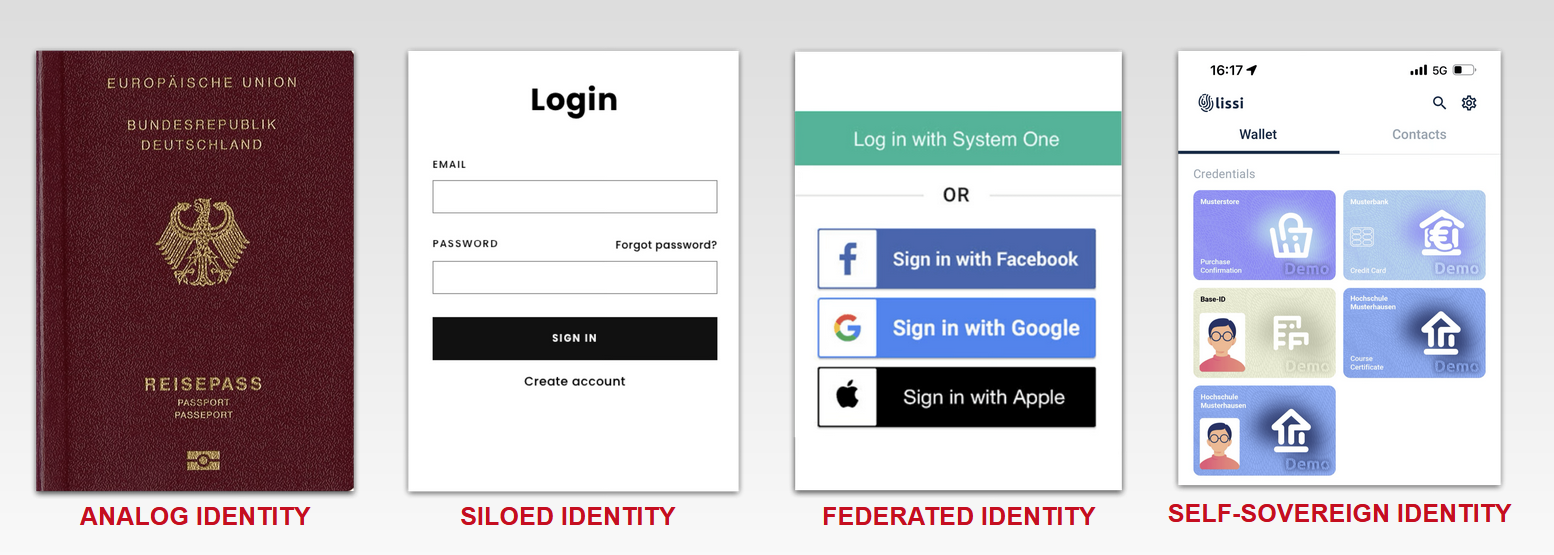 EUROPÄISCHE UNION
BUNDESREPUBLIK
DEUTSCHLAND
REISEPASS
PASSPORT
PASSEPORT
ANALOG IDENTITY
Login
EMAIL
PASSWORD Forgot password?
SIGN IN
Create account
SILOED IDENTITY
Log in with System One
OR
Sign in with Facebook
Sign in with Google
Sign in with Apple
FEDERATED IDENTITY
16:17 5G
lissi
Wallet Contacts
Credentials
Musterstore
Purchase
Confirmation
Demo
Musterbank
Credit Card
Demo
Base-ID
Demo
Hochschule
Musterhausen
Course
Certificate
Demo
Hochschule
Musterhausen
Demo
SELF-SOVEREIGN IDENTITY